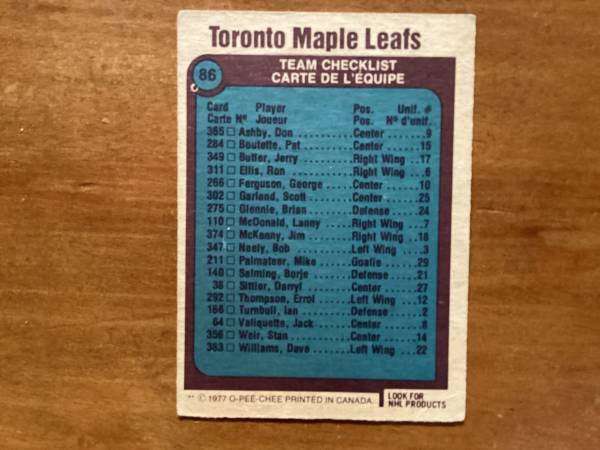 Toronto Maple Leafs
86
TEAM CHECKLIST
CARTE DE L'ÉQUIPE
Card Player Pos. Unif. #
Carte Nº Joueur Pos. Nº d'unif.
365 □ Ashby, Don Center 9
284 □ Boutette, Pat Center 15
349 □ Butler, Jerry Right Wing 17
311 □ Ellis, Ron Right Wing 6
266 □ Ferguson, George Center 10
302 □ Garland, Scott Center 25
275 □ Glennie, Brian Defense 24
110 □ McDonald, Lanny Right Wing 7
374 □ McKenny, Jim Right Wing 18
347 □ Neely, Bob Left Wing 3
211 □ Palmateer, Mike Goalie 29
140 □ Salming, Borje Defense 21
38 □ Sittler, Darryl Center 27
292 □ Thompson, Errol Left Wing 12
186 □ Turnbull, Ian Defense 2
64 □ Valiquette, Jack Center 8
356 □ Weir, Stan Center 14
383 □ Williams, Dave Left Wing 22
** © 1977 O-PEE-CHEE PRINTED IN CANADA
LOOK FOR
NHL PRODUCTS